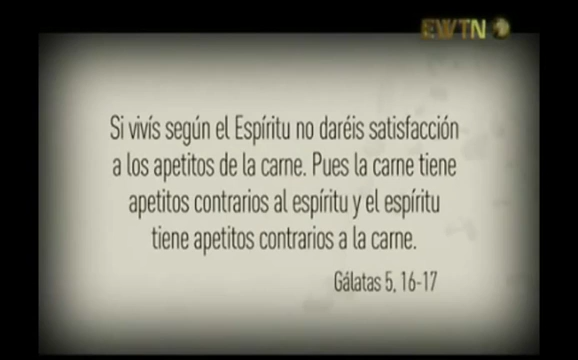 EWTN
Si vivís según el Espíritu no daréis satisfacción
a los apetitos de la carne. Pues la carne tiene
apetitos contrarios al espíritu y el espíritu
tiene apetitos contrarios a la carne.
Gálatas 5, 16-17